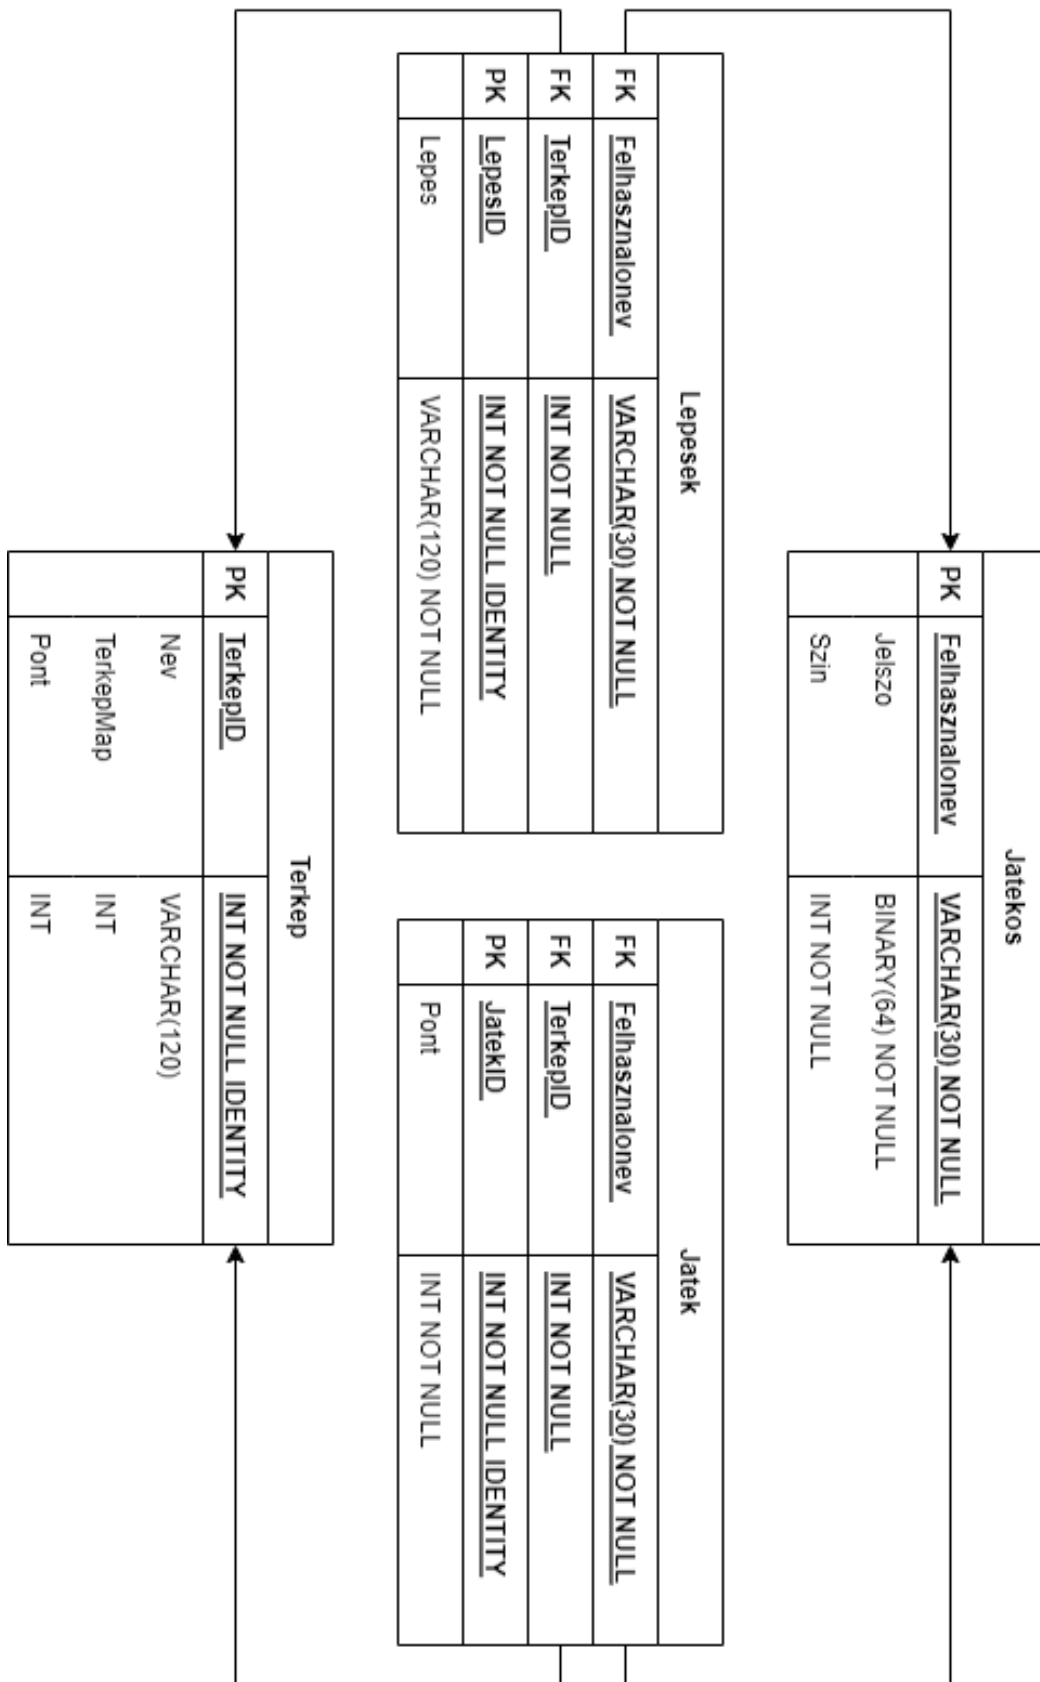 Jatekos
PK Felhasznalonev VARCHAR(30) NOT NULL
Jelszo BINARY(64) NOT NULL
Szin INT NOT NULL
Lepesek
FK Felhasznalonev VARCHAR(30) NOT NULL
FK TerkepID INT NOT NULL
PK LepesID INT NOT NULL IDENTITY
Lepes VARCHAR(120) NOT NULL
Jatek
FK Felhasznalonev VARCHAR(30) NOT NULL
FK TerkepID INT NOT NULL
PK JatekID INT NOT NULL IDENTITY
Pont INT NOT NULL
Terkep
PK TerkepID INT NOT NULL IDENTITY
Nev VARCHAR(120)
TerkepMap INT
Pont INT